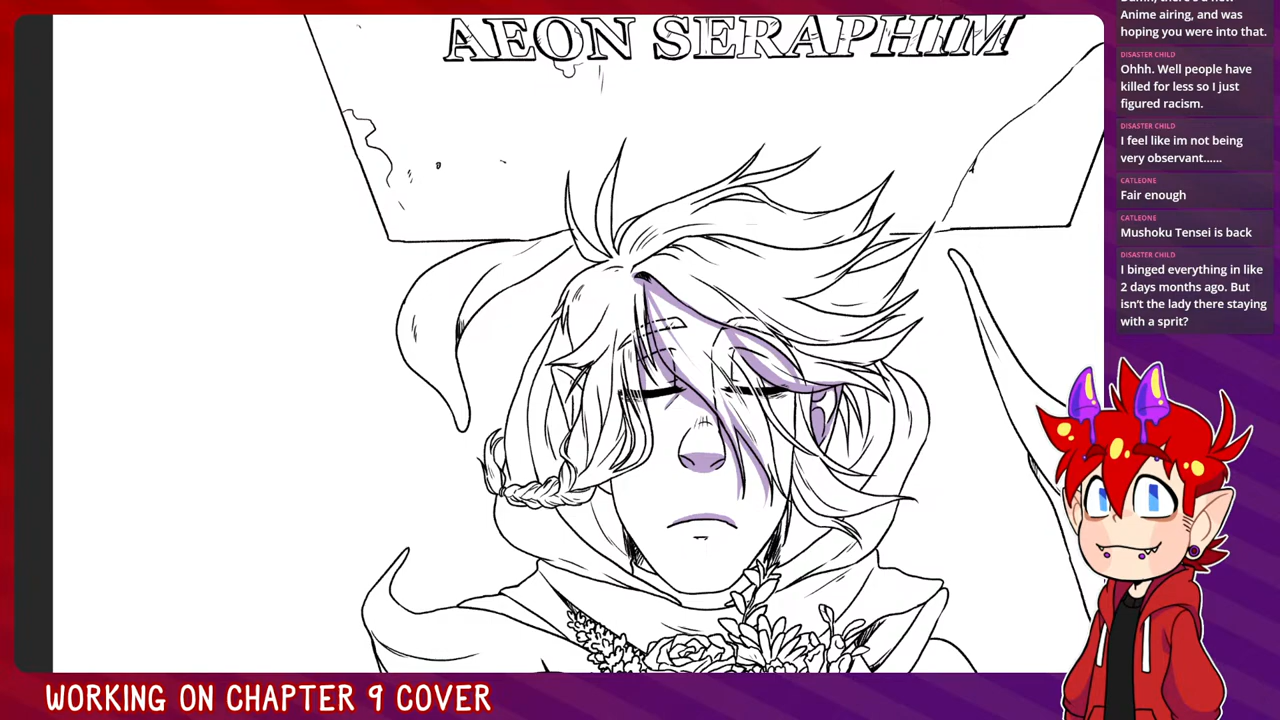 AEON SERAPHIM
Anime airing, and was
hoping you were into that.
DISASTER CHILD
Ohhh. Well people have
killed for less so I just
figured racism.
DISASTER CHILD
I feel like im not being
very observant......
CATLEONE
Fair enough
CATLEONE
Mushoku Tensei is back
DISASTER CHILD
I binged everything in like
2 days months ago. But
isn't the lady there staying
with a sprit?
WORKING ON CHAPTER 9 COVER